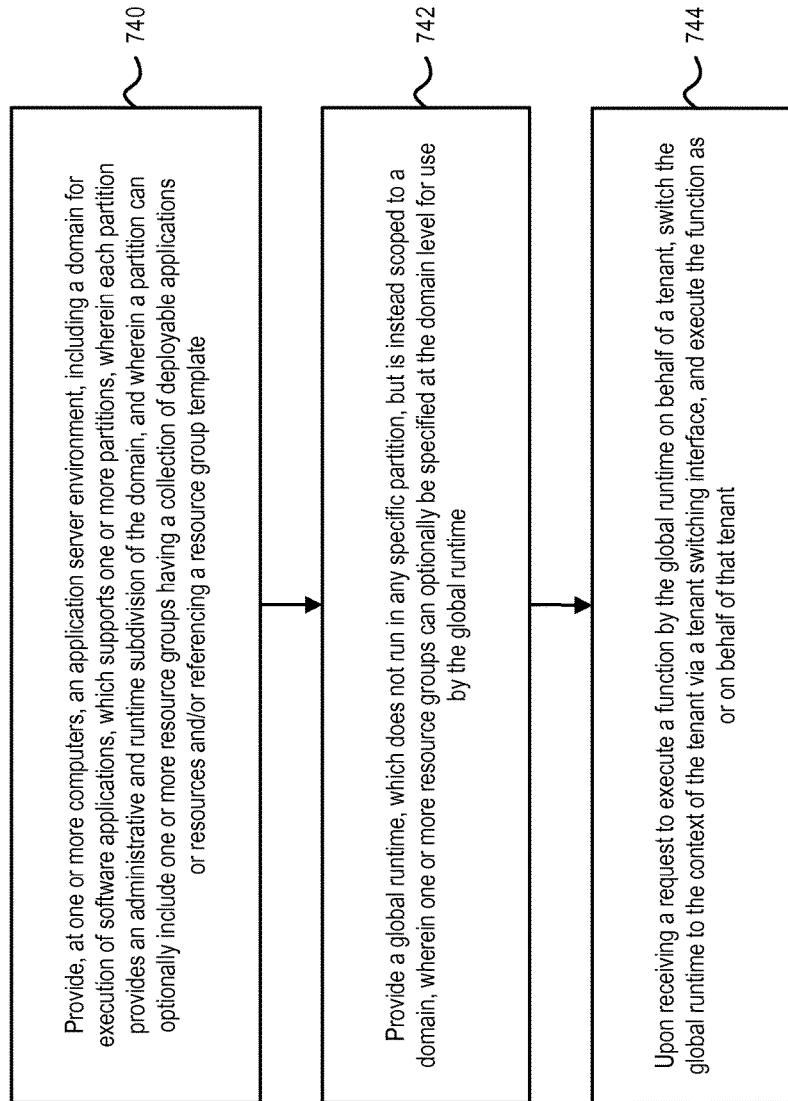 Provide, at one or more computers, an application server environment, including a domain for
execution of software applications, which supports one or more partitions, wherein each partition
provides an administrative and runtime subdivision of the domain, and wherein a partition can
optionally include one or more resource groups having a collection of deployable applications
or resources and/or referencing a resource group template
740
Provide a global runtime, which does not run in any specific partition, but is instead scoped to a
domain, wherein one or more resource groups can optionally be specified at the domain level for use
by the global runtime
742
Upon receiving a request to execute a function by the global runtime on behalf of a tenant, switch the
global runtime to the context of the tenant via a tenant switching interface, and execute the function as
or on behalf of that tenant
744